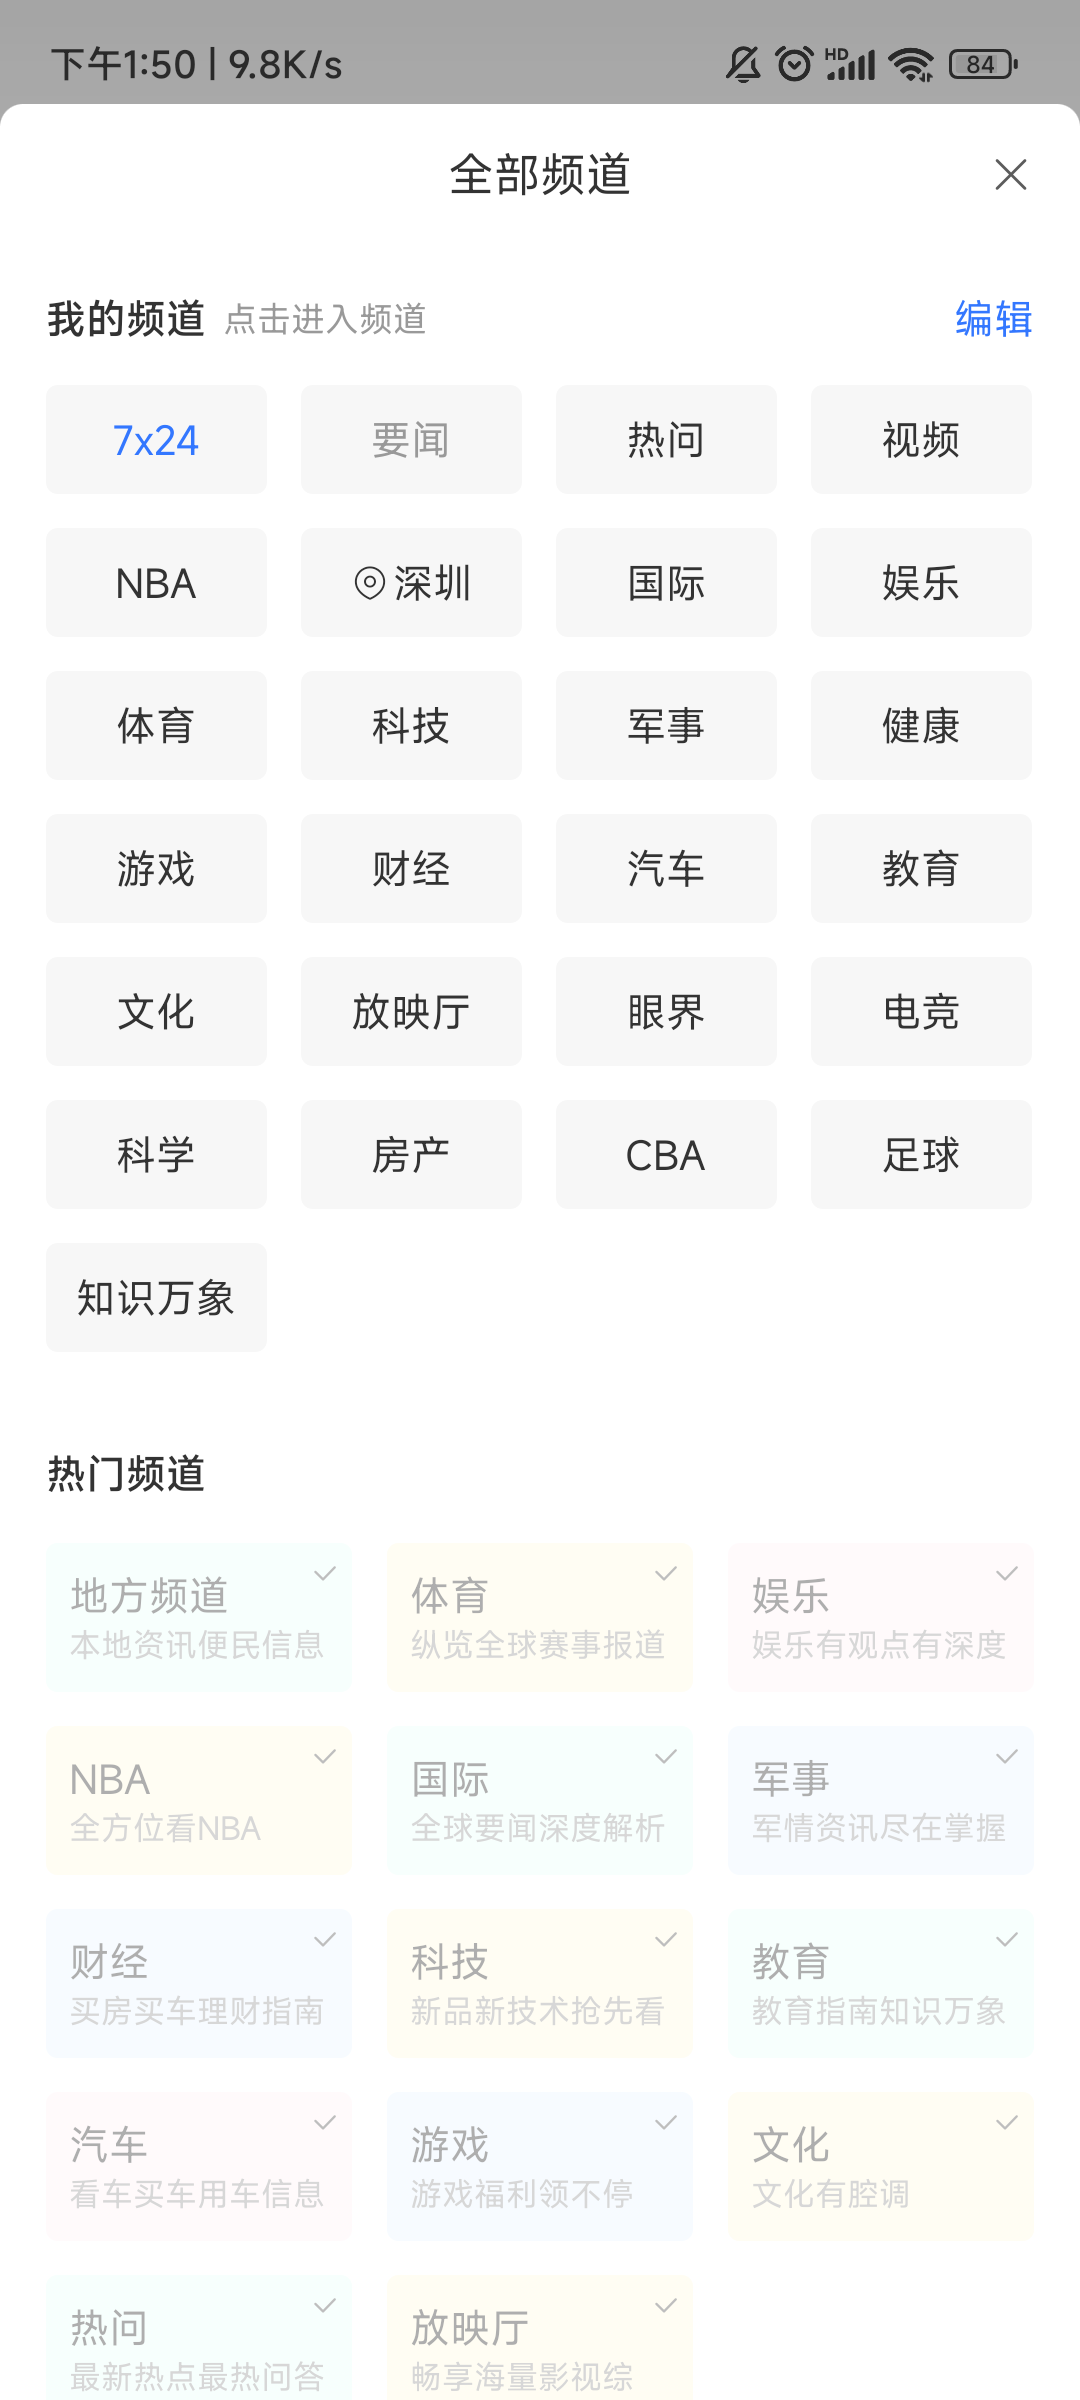 下午1:50 | 9.8K/s HD 84
全部频道
我的频道 点击进入频道 编辑
7x24 要闻 热问 视频
NBA 深圳 国际 娱乐
体育 科技 军事 健康
游戏 财经 汽车 教育
文化 放映厅 眼界 电竞
科学 房产 CBA 足球
知识万象
热门频道
地方频道 体育 娱乐
本地资讯便民信息 纵览全球赛事报道 娱乐有观点有深度
NBA 国际 军事
全方位看NBA 全球要闻深度解析 军情资讯尽在掌握
财经 科技 教育
买房买车理财指南 新品新技术抢先看 教育指南知识万象
汽车 游戏 文化
看车买车用车信息 游戏福利领不停 文化有腔调
热问 放映厅
最新热点最热问答 畅享海量影视综